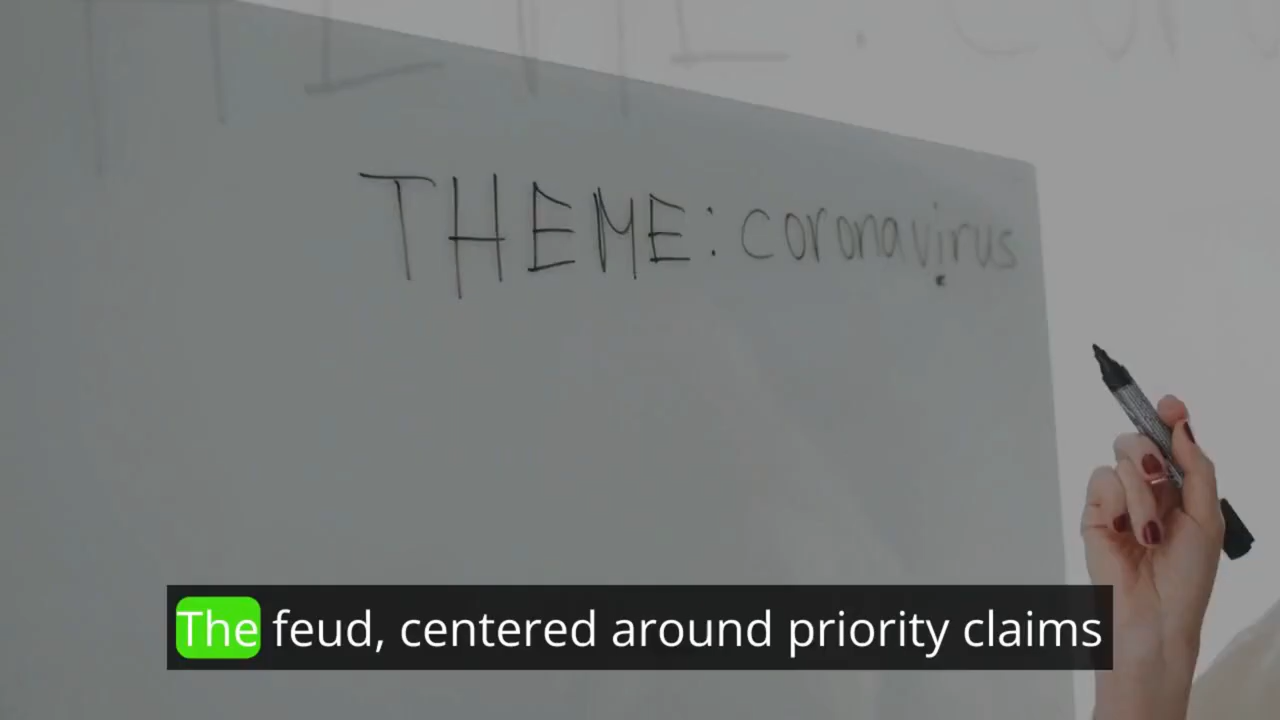 THEME: coronavirus
The feud, centered around priority claims